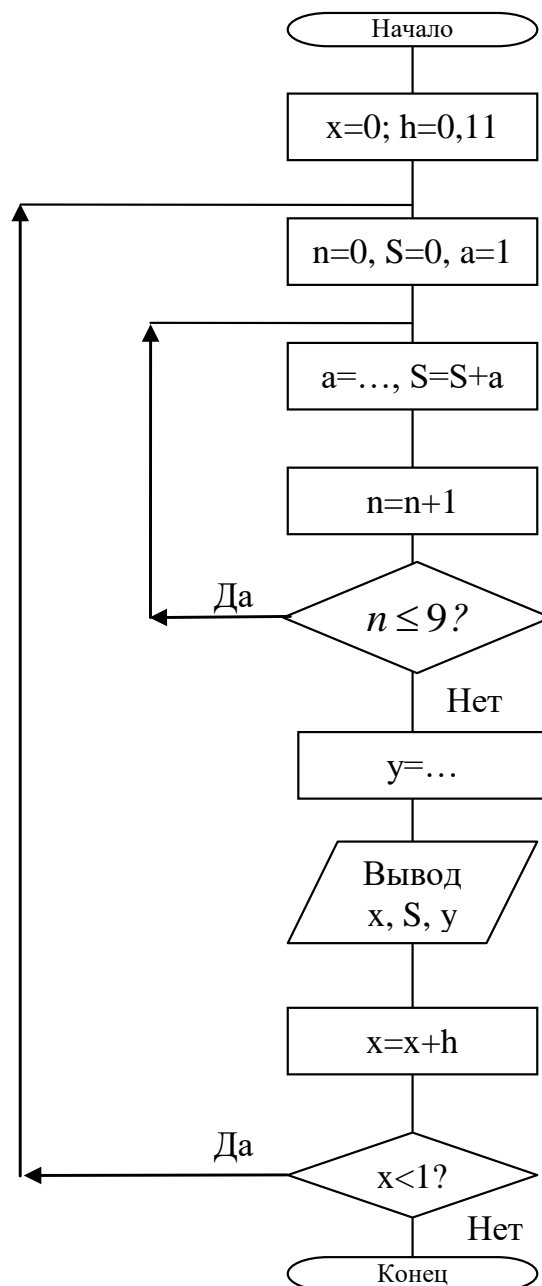 Начало
x=0; h=0,11
n=0, S=0, a=1
a=…, S=S+a
n=n+1
Да
n ≤ 9?
Нет
y=…
Вывод
x, S, y
x=x+h
Да
x<1?
Нет
Конец